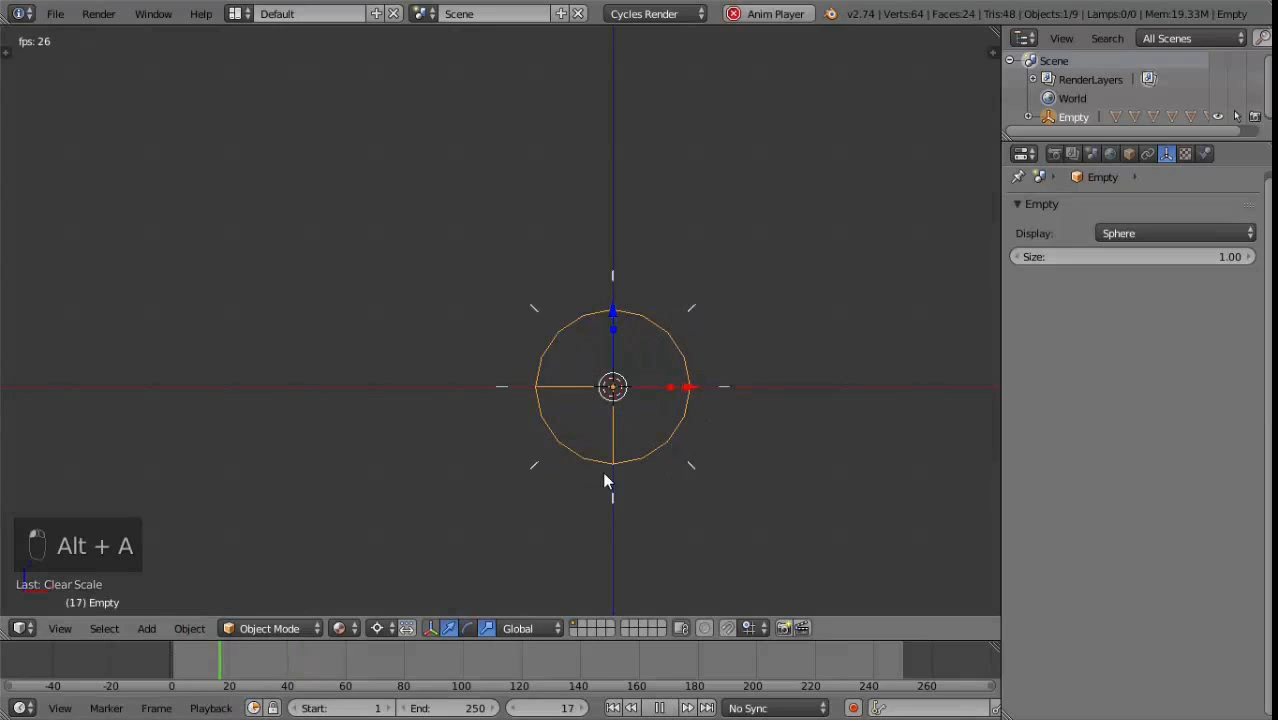 File Render Window Help Default Scene Cycles Render Anim Player v2.74 | Verts:64 | Faces:24 | Tris:48 | Objects:1/9 | Lamps:0/0 | Mem:19.33M | Empty
fps: 26
View Search All Scenes
Scene
RenderLayers
World
Empty
Empty
Empty
Display: Sphere
Size: 1.00
Alt + A
Last: Clear Scale
(17) Empty
View Select Add Object Object Mode Global
-40 -20 0 20 40 60 80 100 120 140 160 180 200 220 240 260
View Marker Frame Playback Start: 1 End: 250 17 No Sync